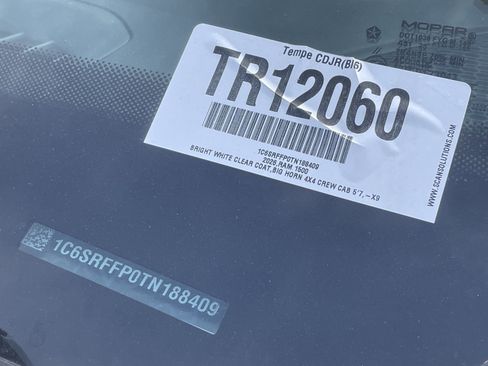 MOPAR
Tempe CDJR(BI6)
TR12060
1C6SRFFP0TN188409
2026,RAM 1500
BRIGHT WHITE CLEAR COAT,BIG HORN 4X4 CREW CAB 5'7,-X9
WWW.SCANSOLUTIONS.COM
1C6SRFFP0TN188409